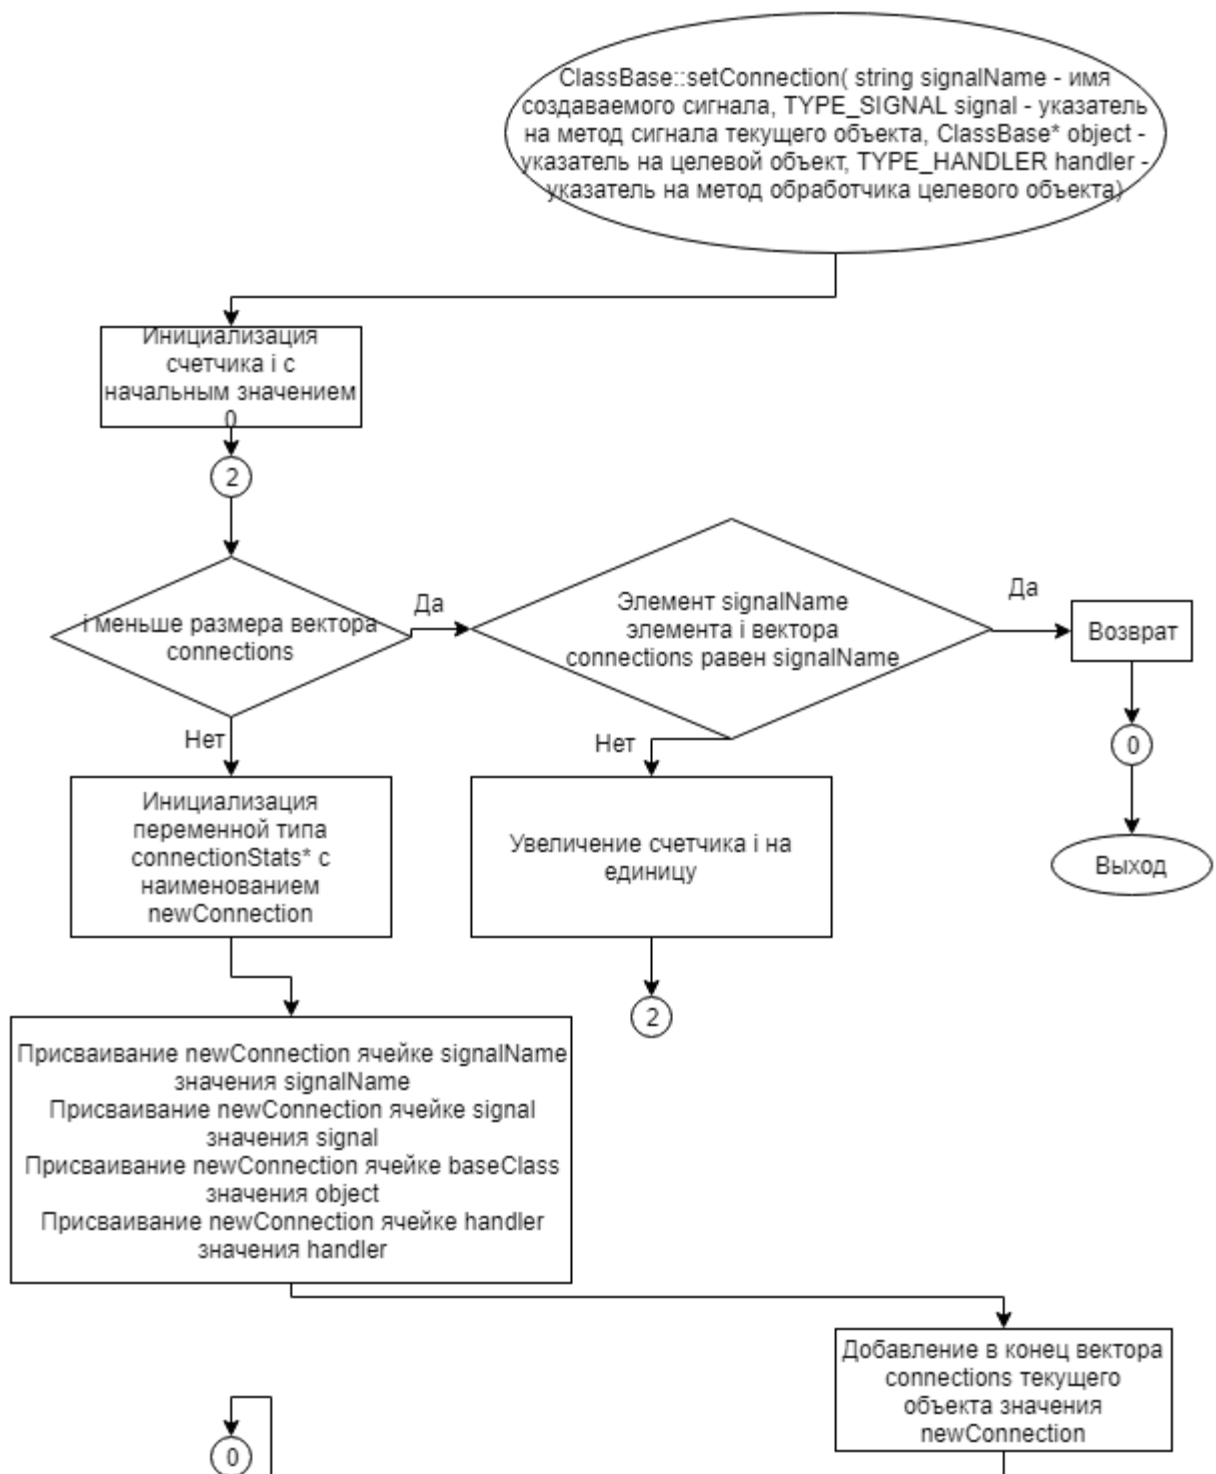 ClassBase::setConnection( string signalName - имя
создаваемого сигнала, TYPE_SIGNAL signal - указатель
на метод сигнала текущего объекта, ClassBase* object -
указатель на целевой объект, TYPE_HANDLER handler -
указатель на метод обработчика целевого объекта)
Инициализация
счетчика i с
начальным значением
0
2
i меньше размера вектора
connections
Да
Элемент signalName
элемента i вектора
connections равен signalName
Да
Возврат
0
Выход
Нет
Нет
Инициализация
переменной типа
connectionStats* с
наименованием
newConnection
Увеличение счетчика i на
единицу
2
Присваивание newConnection ячейке signalName
значения signalName
Присваивание newConnection ячейке signal
значения signal
Присваивание newConnection ячейке baseClass
значения object
Присваивание newConnection ячейке handler
значения handler
Добавление в конец вектора
connections текущего
объекта значения
newConnection
0